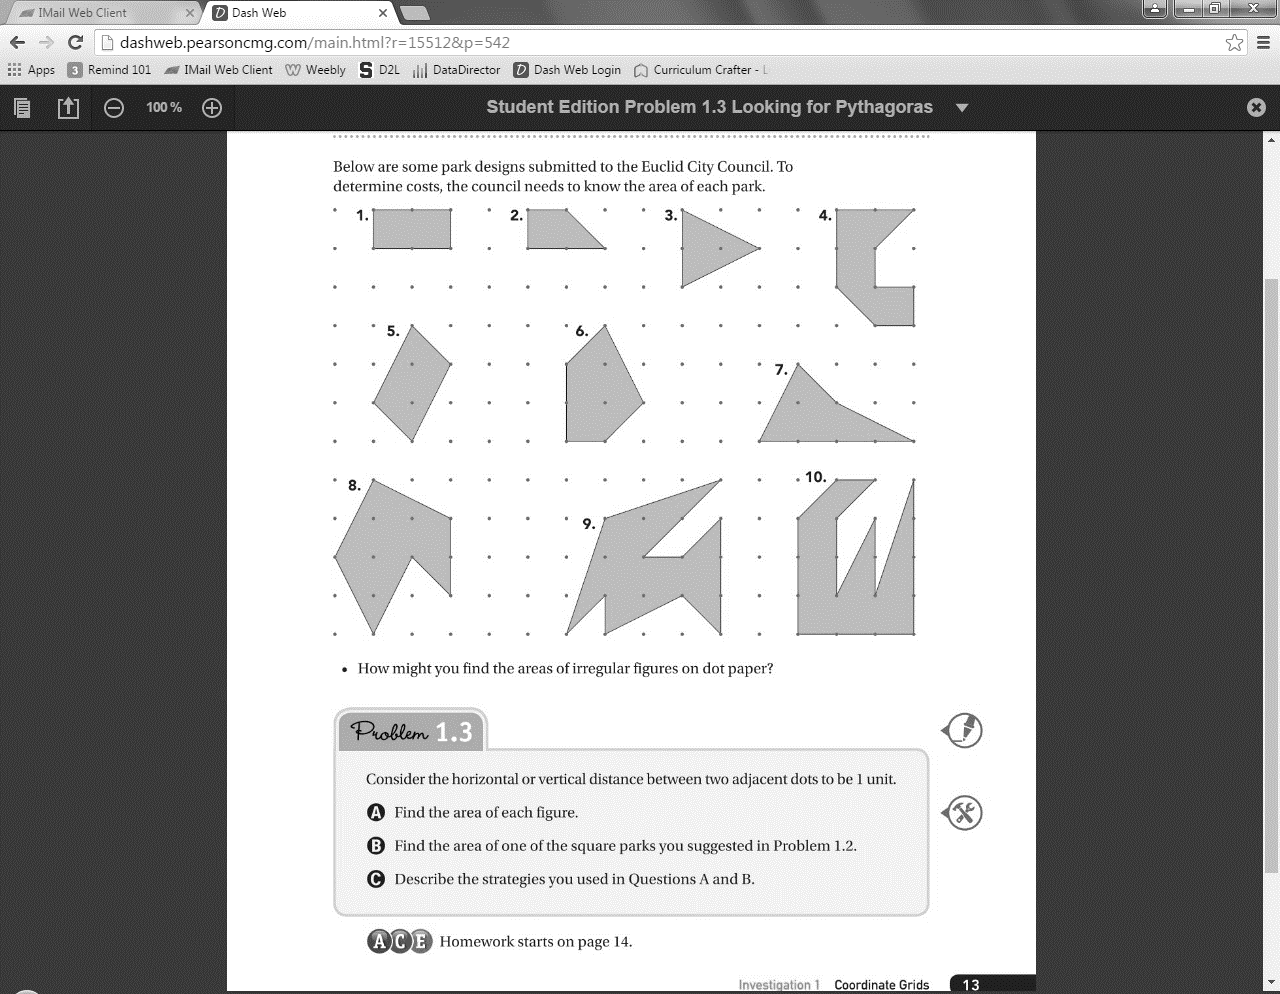 IMail Web Client
Dash Web
dashweb.pearsoncmg.com/main.html?r=15512&p=542
Apps
Remind 101
IMail Web Client
Weebly
D2L
DataDirector
Dash Web Login
Curriculum Crafter -
100 %
Student Edition Problem 1.3 Looking for Pythagoras
Below are some park designs submitted to the Euclid City Council. To
determine costs, the council needs to know the area of each park.
1.
2.
3.
4.
5.
6.
7.
8.
9.
10.
• How might you find the areas of irregular figures on dot paper?
Problem 1.3
Consider the horizontal or vertical distance between two adjacent dots to be 1 unit.
A Find the area of each figure.
B Find the area of one of the square parks you suggested in Problem 1.2.
C Describe the strategies you used in Questions A and B.
A C E Homework starts on page 14.
Investigation 1 Coordinate Grids 13